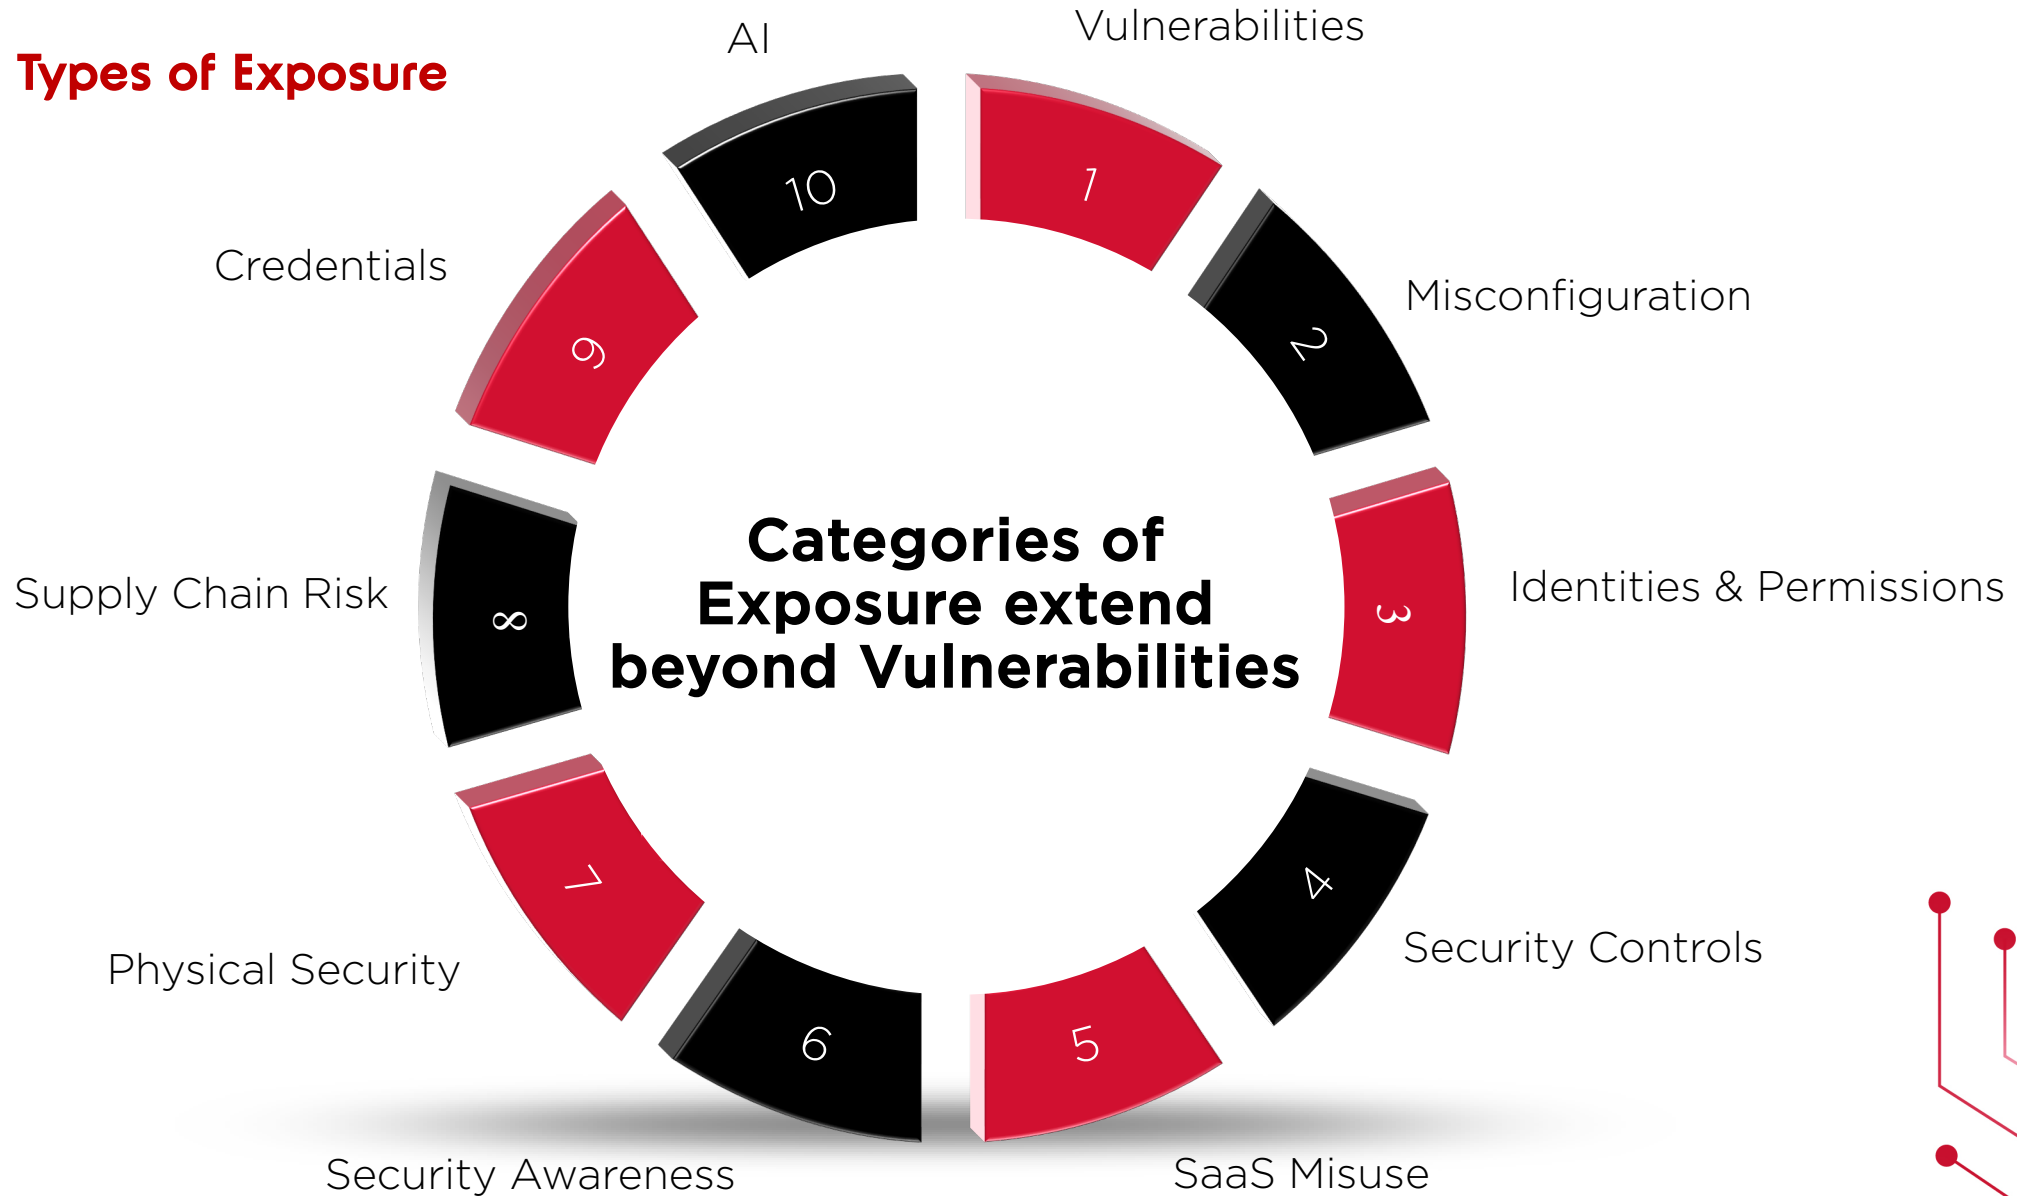 Types of Exposure
AI
Vulnerabilities
10
1
Credentials
9
2
Misconfiguration
Categories of
Exposure extend
beyond Vulnerabilities
Supply Chain Risk
8
3
Identities & Permissions
7
4
Physical Security
Security Controls
6
5
Security Awareness
SaaS Misuse